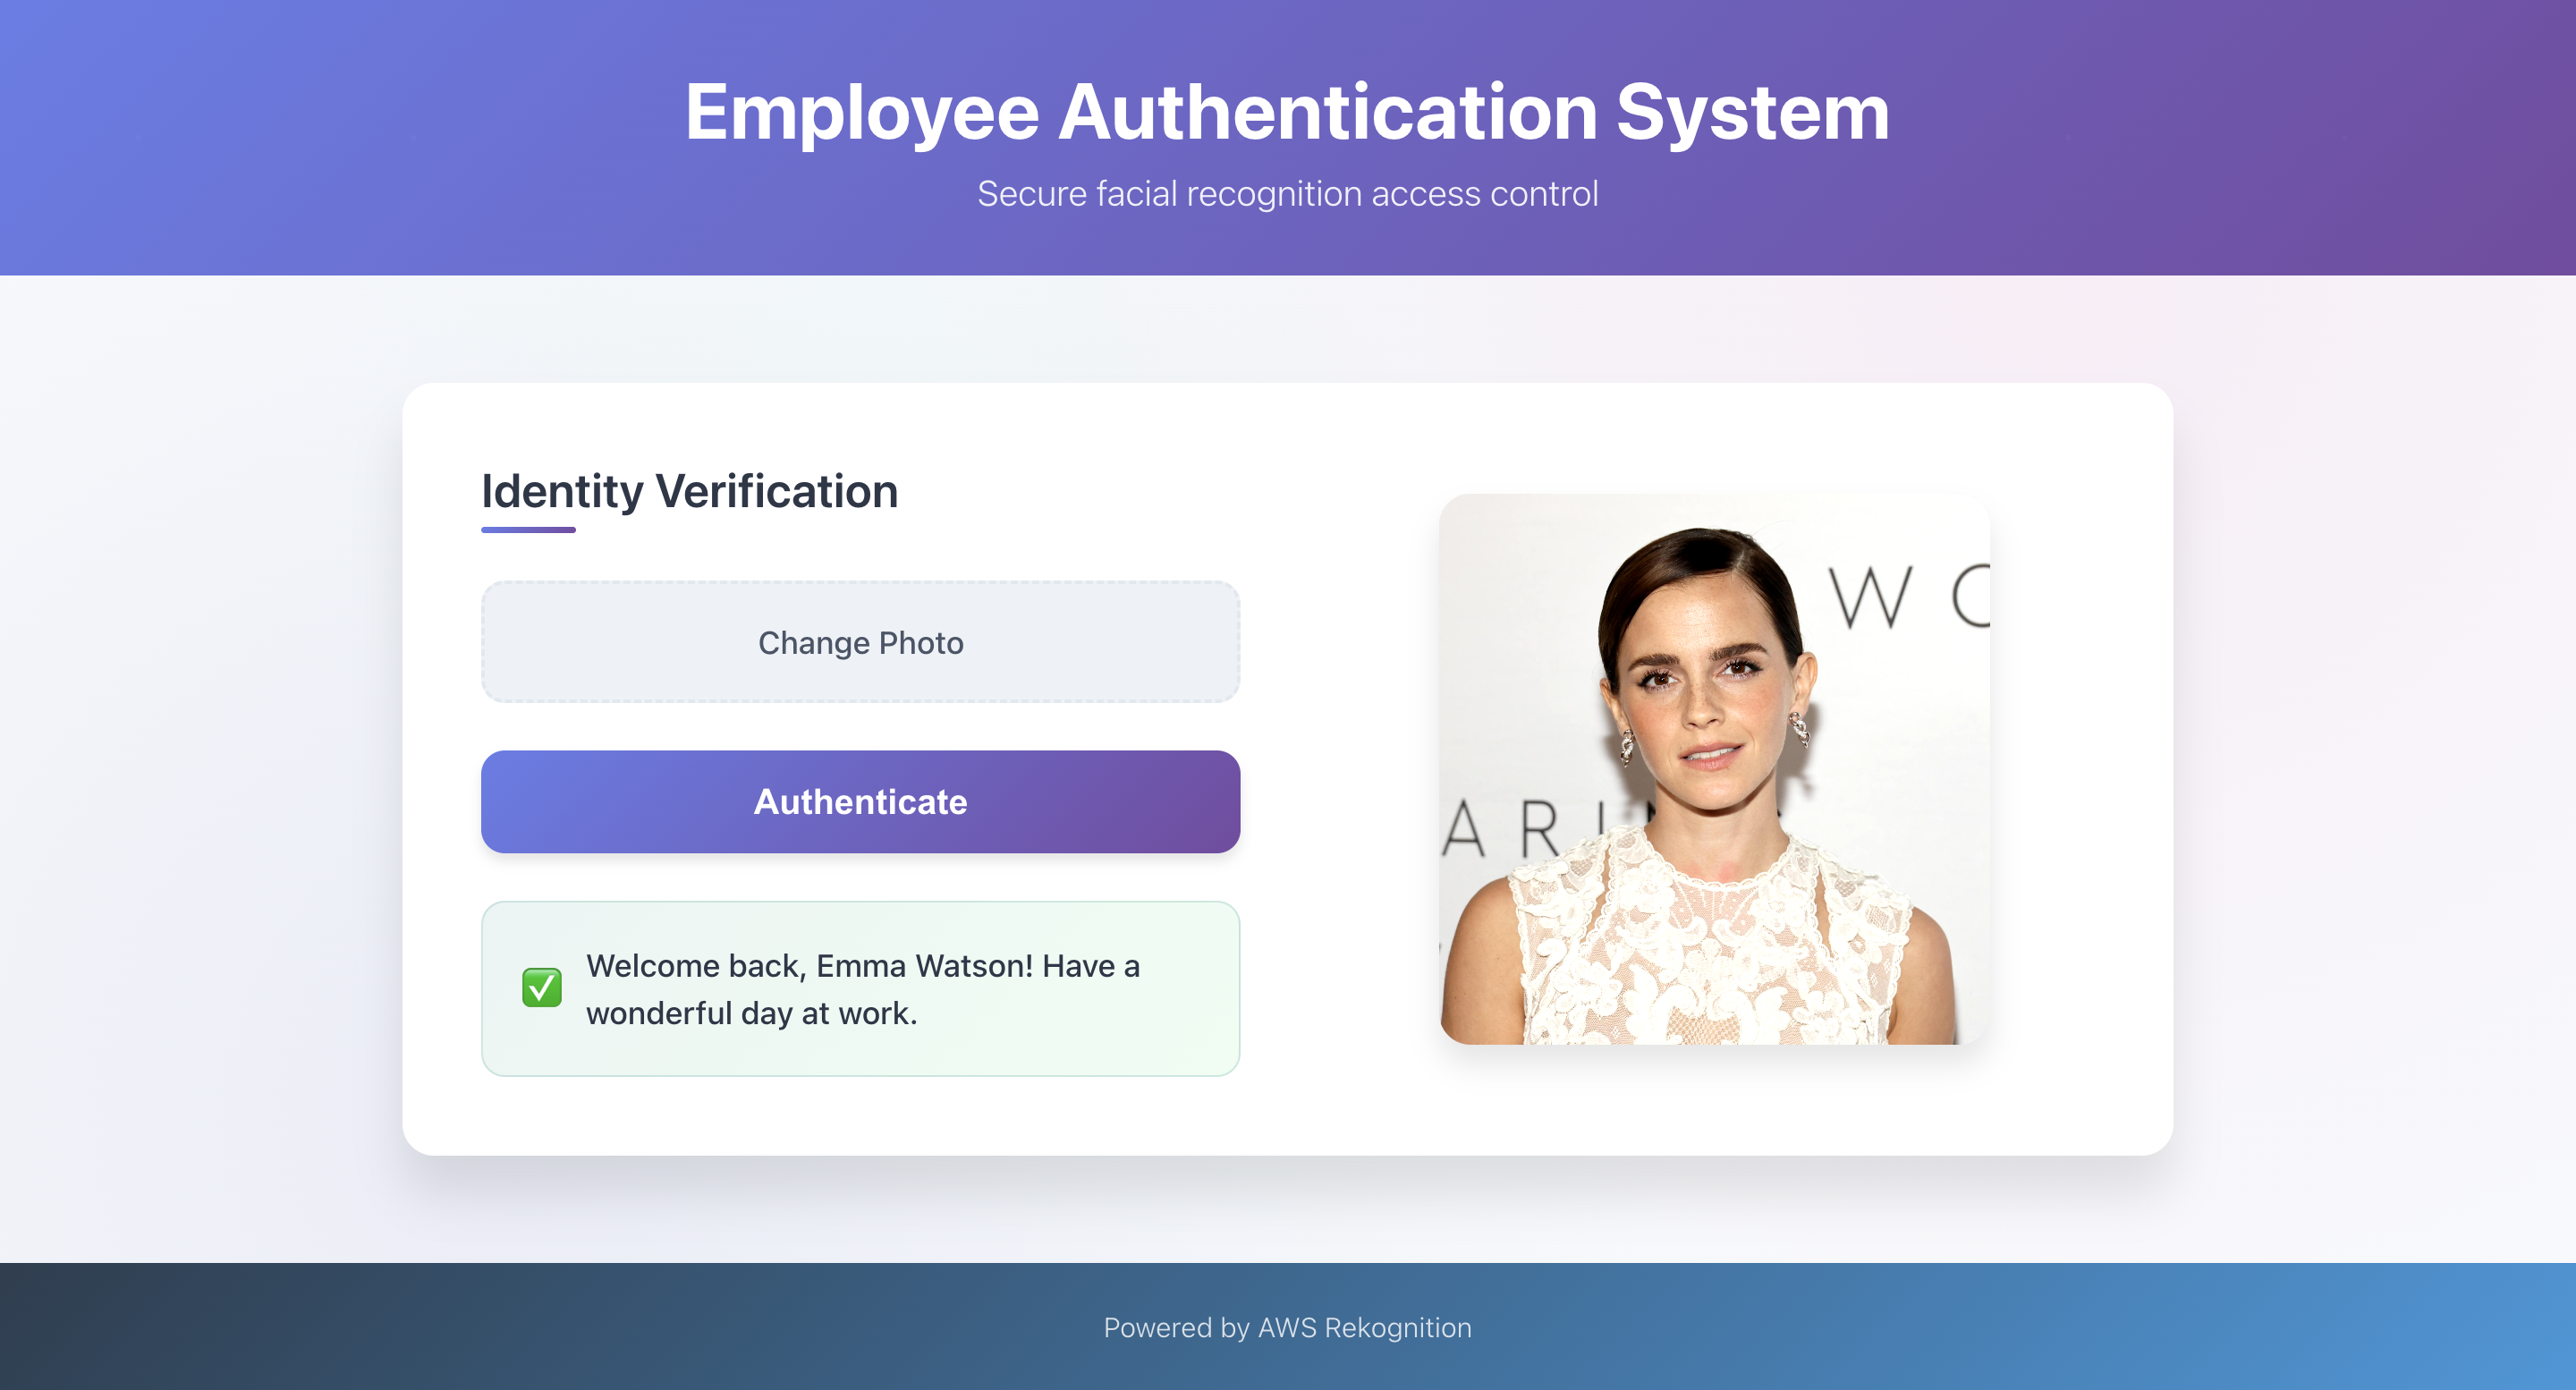 Employee Authentication System
Secure facial recognition access control
Identity Verification
Change Photo
Authenticate
✅ Welcome back, Emma Watson! Have a
wonderful day at work.
W
ARI
Powered by AWS Rekognition